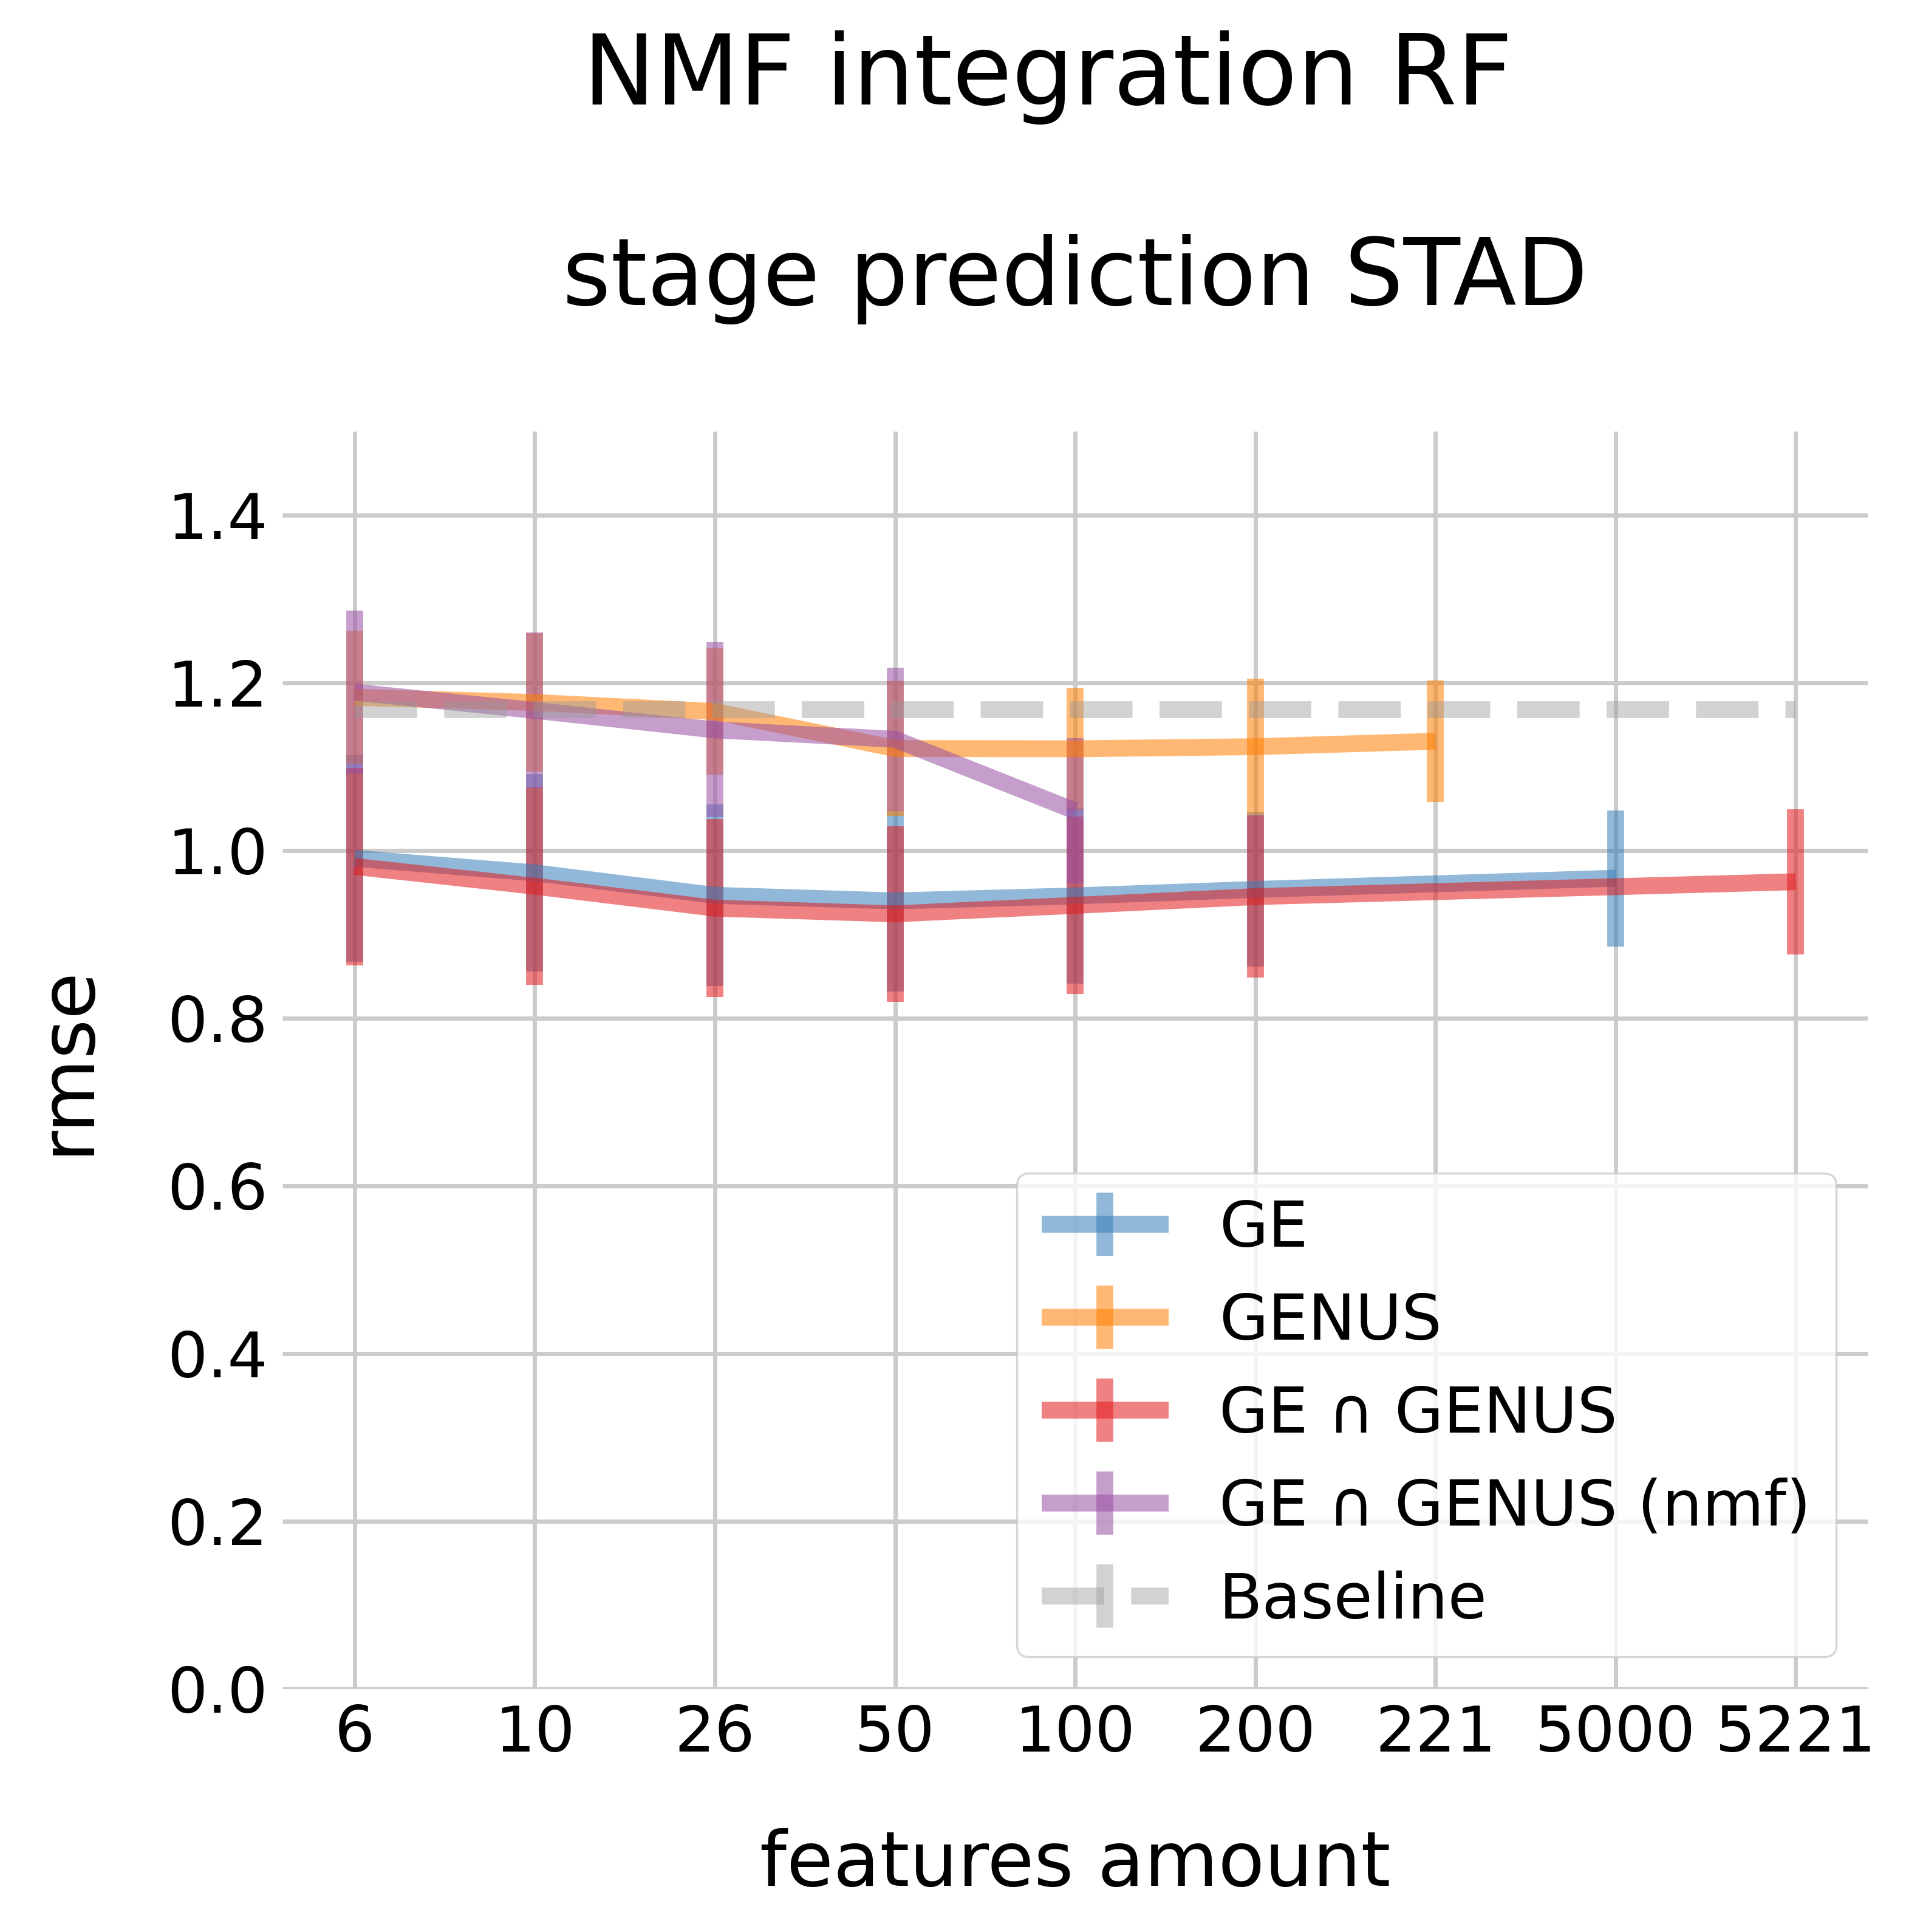 NMF integration RF
stage prediction STAD
1.4
1.2
1.0
0.8
0.6
0.4
0.2
0.0
rmse
GE
GENUS
GE ∩ GENUS
GE ∩ GENUS (nmf)
Baseline
6 10 26 50 100 200 221 5000 5221
features amount